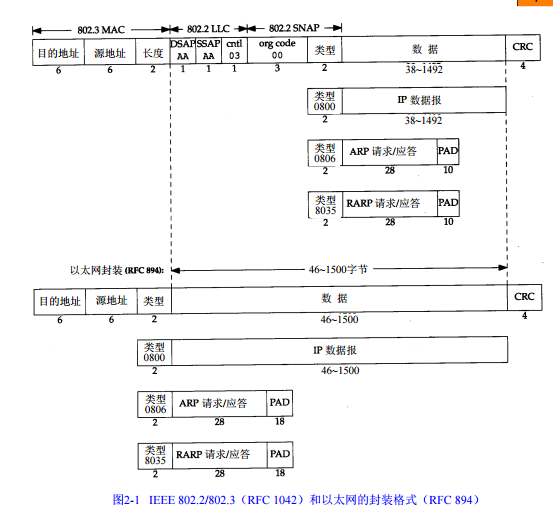 802.3 MAC 802.2 LLC 802.2 SNAP
目的地址 源地址 长度 DSAP AA SSAP AA cntl 03 org code 00 类型 数 据 CRC
6 6 2 1 1 1 3 2 38~1492 4
类型 0800 IP 数据报
2 38~1492
类型 0806 ARP 请求/应答 PAD
2 28 10
类型 8035 RARP 请求/应答 PAD
2 28 10
以太网封装 (RFC 894): 46~1500字节
目的地址 源地址 类型 数 据 CRC
6 6 2 46~1500 4
类型 0800 IP 数据报
2 46~1500
类型 0806 ARP 请求/应答 PAD
2 28 18
类型 8035 RARP 请求/应答 PAD
2 28 18
图2-1 IEEE 802.2/802.3（RFC 1042）和以太网的封装格式（RFC 894）